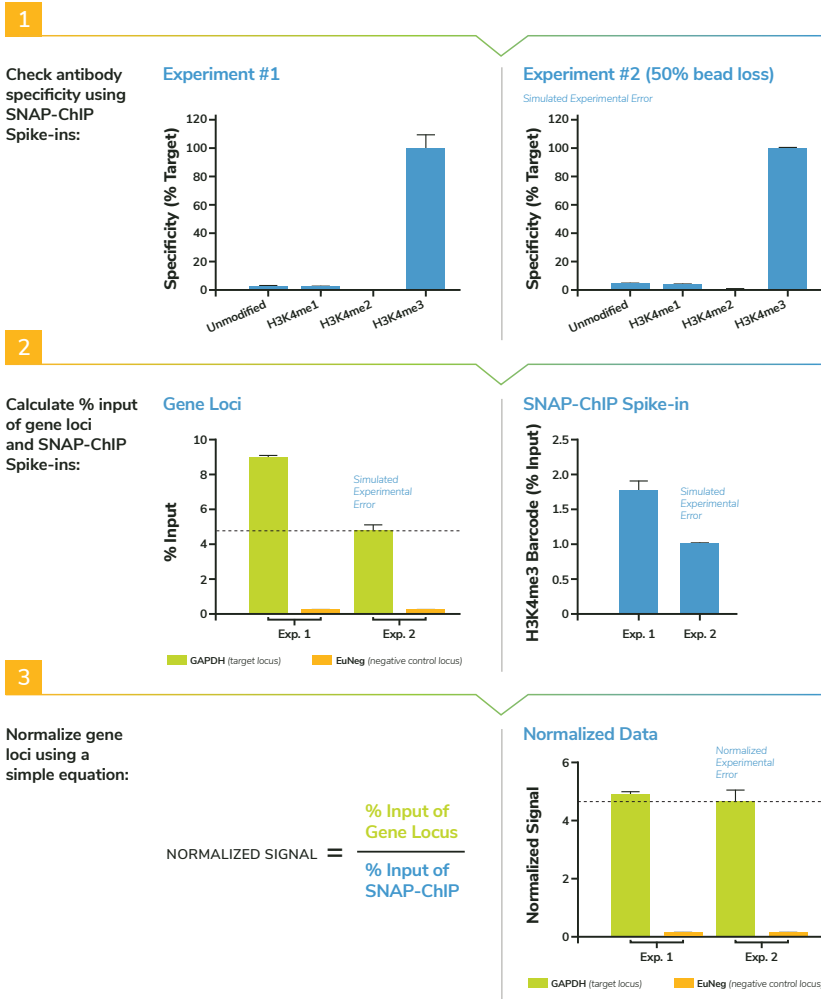 1
Check antibody
specificity using
SNAP-ChIP
Spike-ins:
Experiment #1
Specificity (% Target)
120
100
80
60
40
20
0
Unmodified
H3K4me1
H3K4me2
H3K4me3
Experiment #2 (50% bead loss)
Simulated Experimental Error
Specificity (% Target)
120
100
80
60
40
20
0
Unmodified
H3K4me1
H3K4me2
H3K4me3
2
Calculate % input
of gene loci
and SNAP-ChIP
Spike-ins:
Gene Loci
% Input
10
8
6
4
2
0
Simulated
Experimental
Error
Exp. 1
Exp. 2
GAPDH (target locus)
EuNeg (negative control locus)
SNAP-ChIP Spike-in
H3K4me3 Barcode (% Input)
2.5
2.0
1.5
1.0
0.5
0
Simulated
Experimental
Error
Exp. 1
Exp. 2
3
Normalize gene
loci using a
simple equation:
NORMALIZED SIGNAL =
% Input of
Gene Locus
% Input of
SNAP-ChIP
Normalized Data
Normalized
Experimental
Error
Normalized Signal
6
4
2
0
Exp. 1
Exp. 2
GAPDH (target locus)
EuNeg (negative control locus